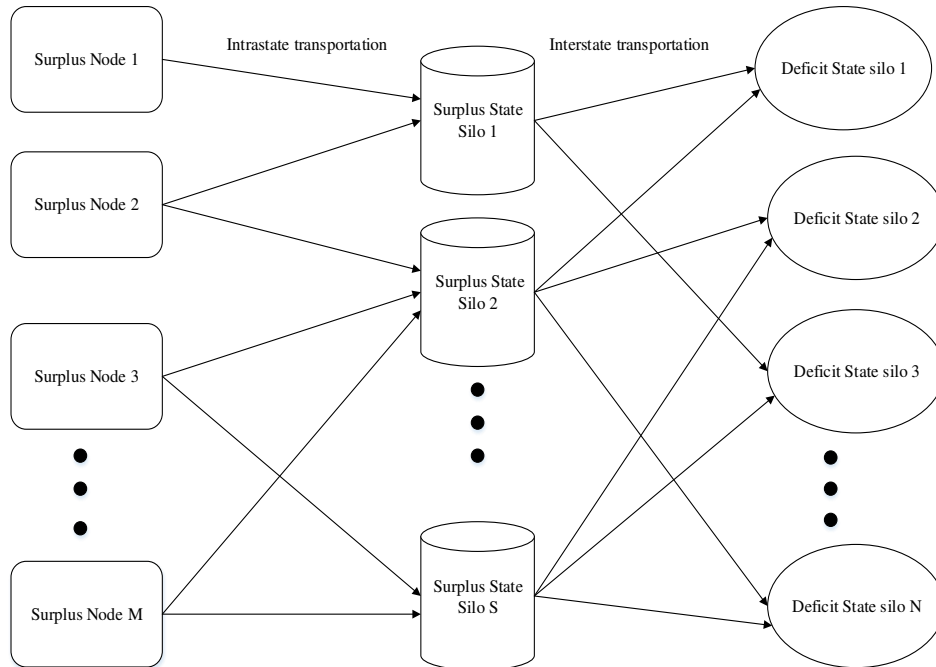 Intrastate transportation
Interstate transportation
Surplus Node 1
Surplus Node 2
Surplus Node 3
Surplus Node M
Surplus State
Silo 1
Surplus State
Silo 2
Surplus State
Silo S
Deficit State silo 1
Deficit State silo 2
Deficit State silo 3
Deficit State silo N